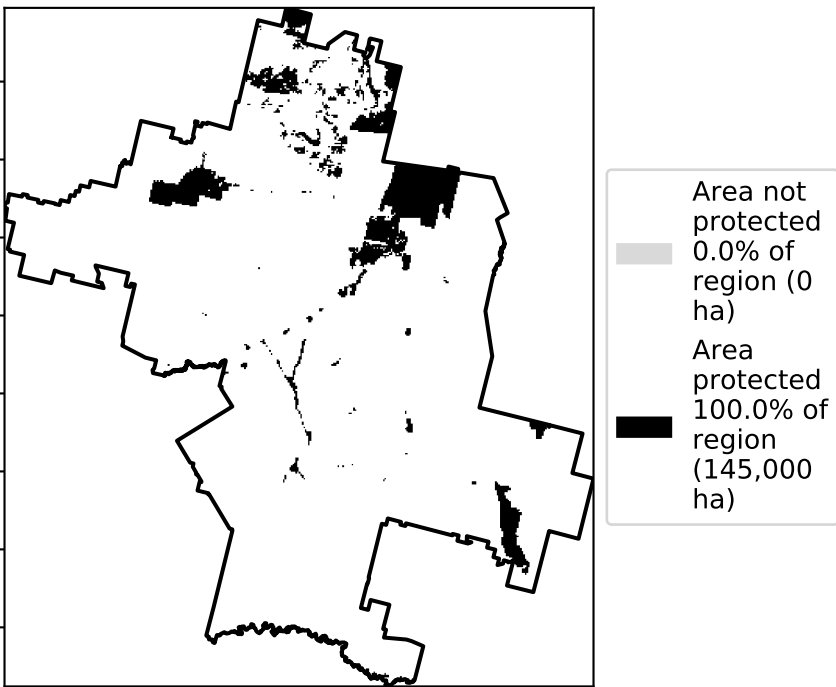 Area not
protected
0.0% of
region (0
ha)
Area
protected
100.0% of
region
(145,000
ha)